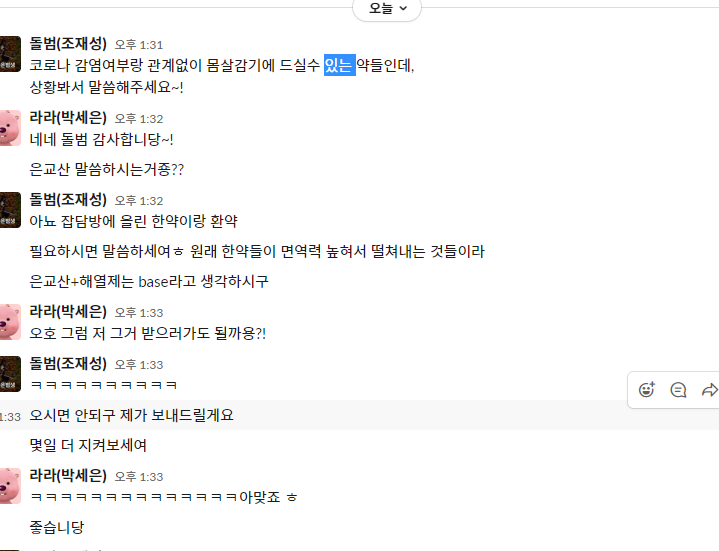 오늘
돌범(조재성) 오후 1:31
코로나 감염여부랑 관계없이 몸살감기에 드실수 있는 약들인데,
상황봐서 말씀해주세요~!
라라(박세은) 오후 1:32
네네 돌범 감사합니당~!
은교산 말씀하시는거죵??
돌범(조재성) 오후 1:32
아뇨 잡담방에 올린 한약이랑 환약
필요하시면 말씀하세여ㅎ 원래 한약들이 면역력 높혀서 떨쳐내는 것들이라
은교산+해열제는 base라고 생각하시구
라라(박세은) 오후 1:33
오호 그럼 저 그거 받으러가도 될까용?!
돌범(조재성) 오후 1:33
ㅋㅋㅋㅋㅋㅋㅋㅋㅋㅋ
1:33 오시면 안되구 제가 보내드릴게요
몇일 더 지켜보세여
라라(박세은) 오후 1:33
ㅋㅋㅋㅋㅋㅋㅋㅋㅋㅋㅋㅋㅋㅋ아맞죠 ㅎ
좋습니당